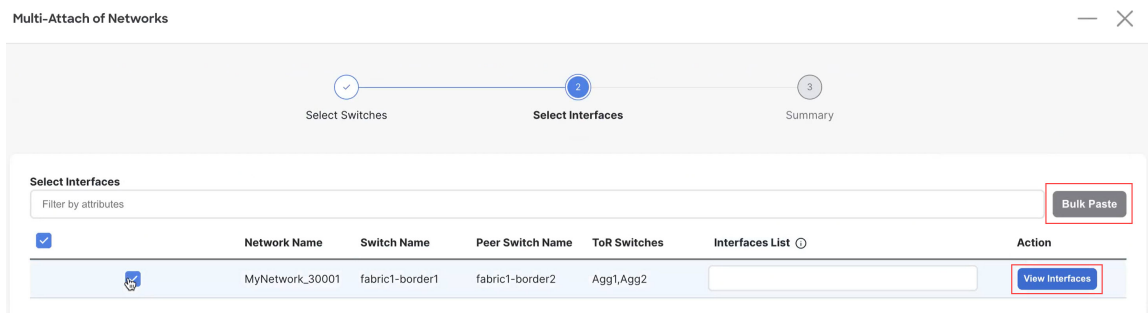 Multi-Attach of Networks
2
3
Select Switches
Select Interfaces
Summary
Select Interfaces
Filter by attributes
Bulk Paste
Network Name Switch Name Peer Switch Name ToR Switches Interfaces List Action
MyNetwork_30001 fabric1-border1 fabric1-border2 Agg1,Agg2 View Interfaces